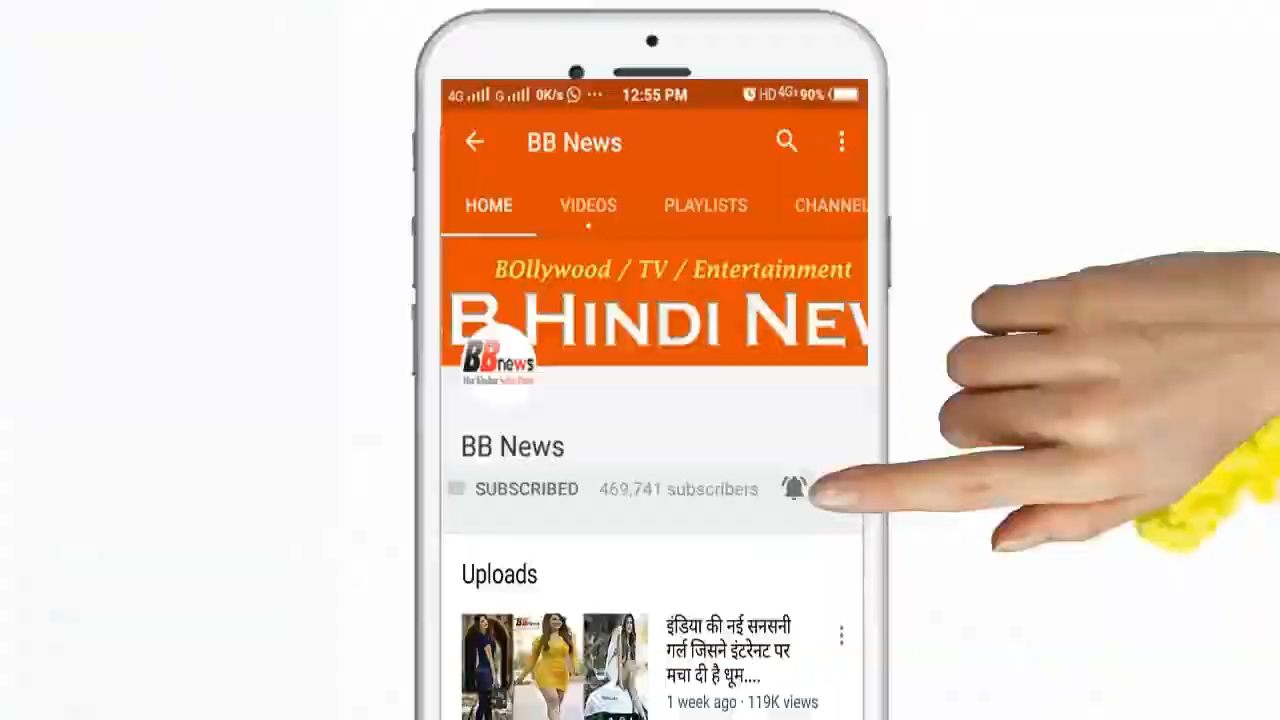 4G G 0K/s ... 12:55 PM HD 4G 90%
BB News
HOME VIDEOS PLAYLISTS CHANNEL
BOllywood / TV / Entertainment
B HINDI NEW
BBnews
BB News
SUBSCRIBED 469,741 subscribers
Uploads
इंडिया की नई सनसनी
गर्ल जिसने इंटरनेट पर
मचा दी है धूम....
1 week ago · 119K views